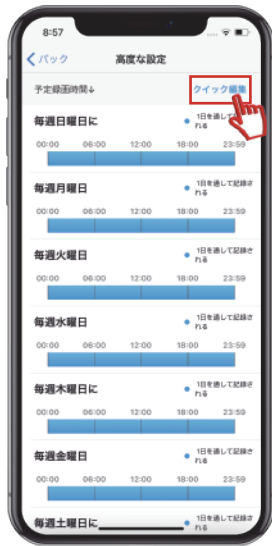 8:57
バック
高度な設定
予定録画時間↓
クイック編集
毎週日曜日に
1日を通して記録さ
れる
00:00 06:00 12:00 18:00 23:59
毎週月曜日
1日を通して記録さ
れる
00:00 06:00 12:00 18:00 23:59
毎週火曜日
1日を通して記録さ
れる
00:00 06:00 12:00 18:00 23:59
毎週水曜日
1日を通して記録さ
れる
00:00 06:00 12:00 18:00 23:59
毎週木曜日に
1日を通して記録さ
れる
00:00 06:00 12:00 18:00 23:59
毎週金曜日
1日を通して記録さ
れる
00:00 06:00 12:00 18:00 23:59
毎週土曜日に
1日を通して記録さ
れる